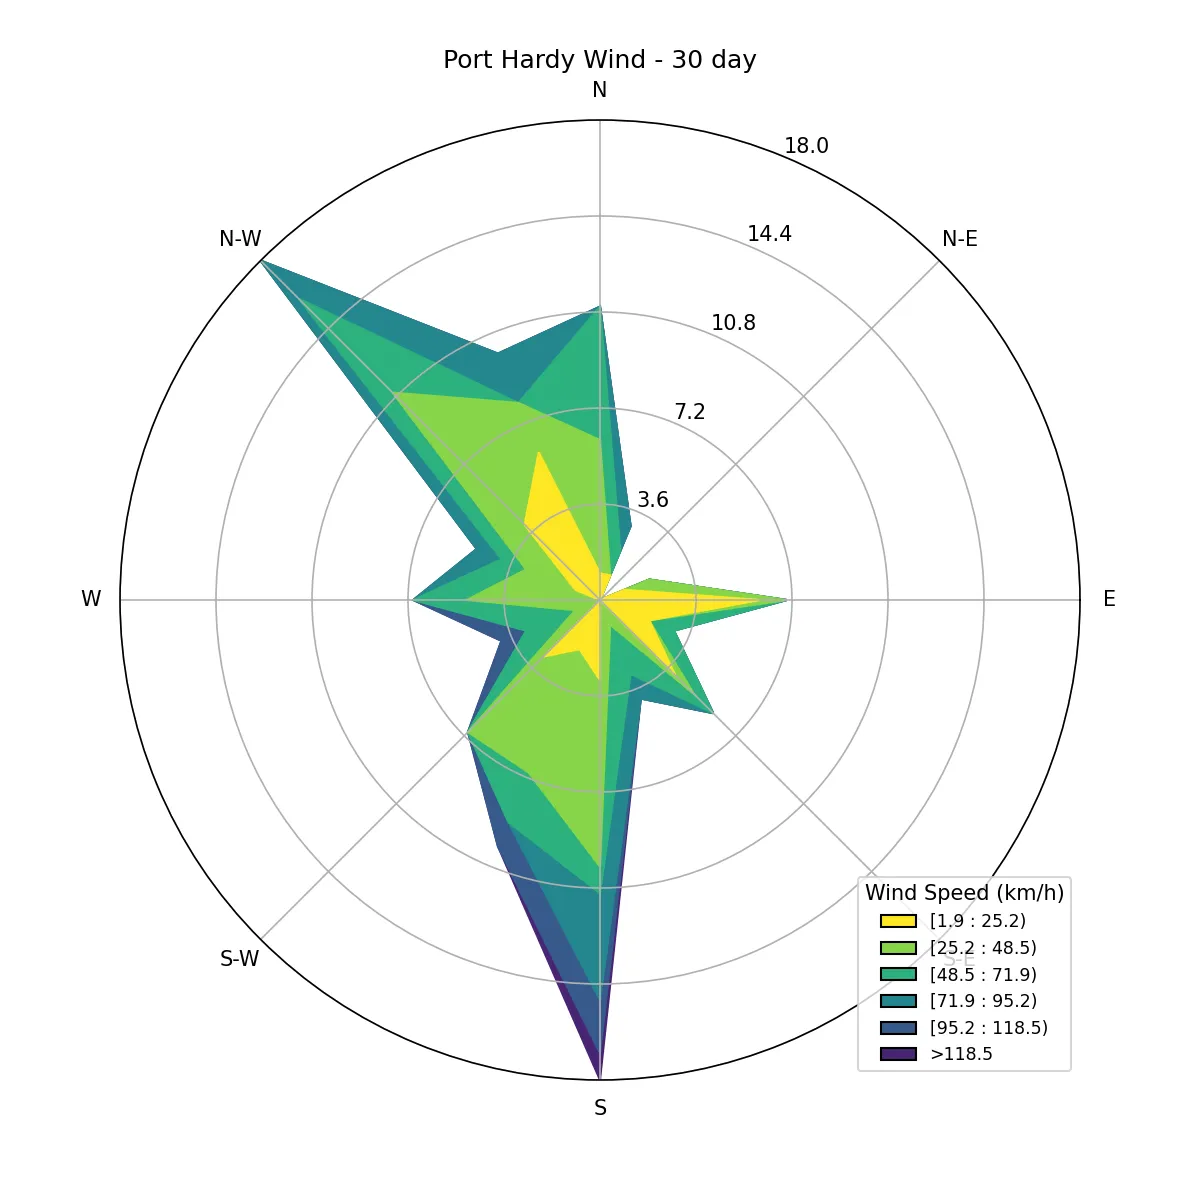 Port Hardy Wind - 30 day
N
18.0
14.4
N-W
N-E
10.8
7.2
3.6
W
E
Wind Speed (km/h)
[1.9 : 25.2)
[25.2 : 48.5)
S-W
S-E
[48.5 : 71.9)
[71.9 : 95.2)
[95.2 : 118.5)
>118.5
S